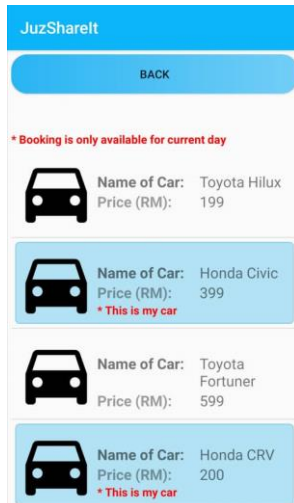 JuzShareIt
BACK
* Booking is only available for current day
Name of Car: Toyota Hilux
Price (RM): 199
Name of Car: Honda Civic
Price (RM): 399
* This is my car
Name of Car: Toyota
Fortuner
Price (RM): 599
Name of Car: Honda CRV
Price (RM): 200
* This is my car